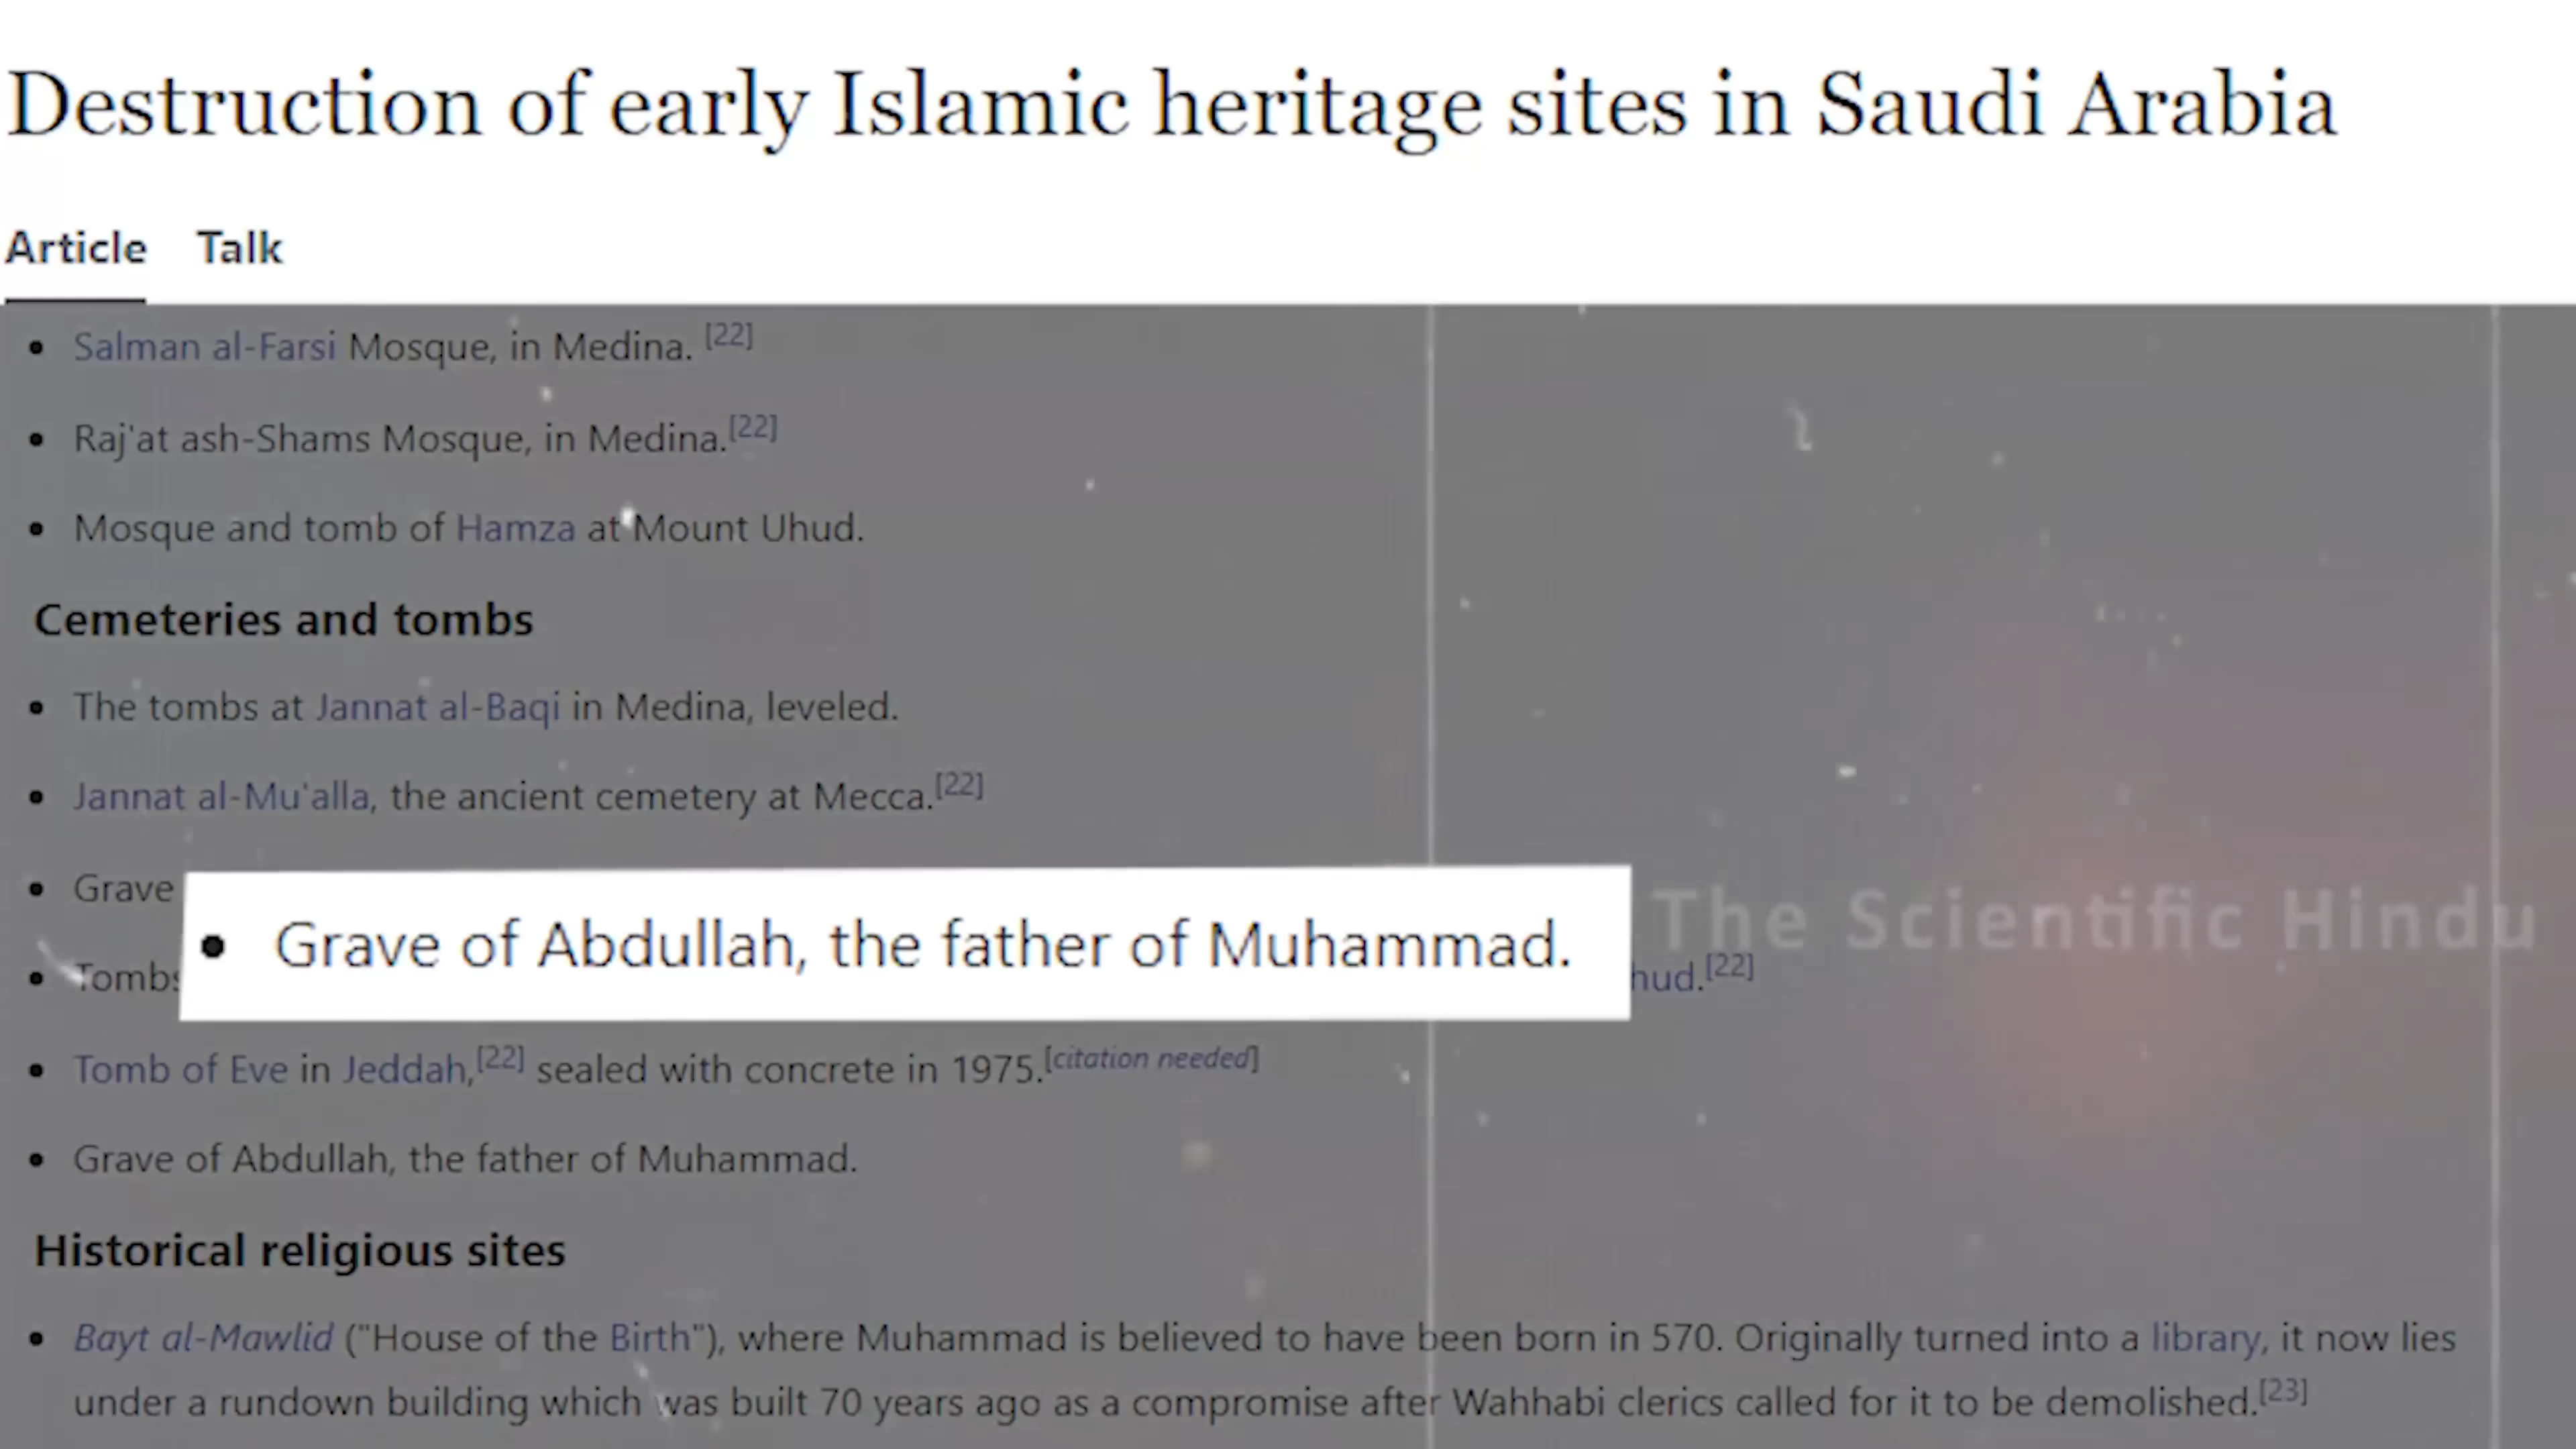 Destruction of early Islamic heritage sites in Saudi Arabia
Article Talk
• Salman al-Farsi Mosque, in Medina. [22]
• Raj'at ash-Shams Mosque, in Medina.[22]
• Mosque and tomb of Hamza at Mount Uhud.
Cemeteries and tombs
• The tombs at Jannat al-Baqi in Medina, leveled.
• Jannat al-Mu'alla, the ancient cemetery at Mecca.[22]
• Grave
• Grave of Abdullah, the father of Muhammad.
The Scientific Hindu
• Tombs hud.[22]
• Tomb of Eve in Jeddah,[22] sealed with concrete in 1975.[citation needed]
• Grave of Abdullah, the father of Muhammad.
Historical religious sites
• Bayt al-Mawlid ("House of the Birth"), where Muhammad is believed to have been born in 570. Originally turned into a library, it now lies
under a rundown building which was built 70 years ago as a compromise after Wahhabi clerics called for it to be demolished.[23]